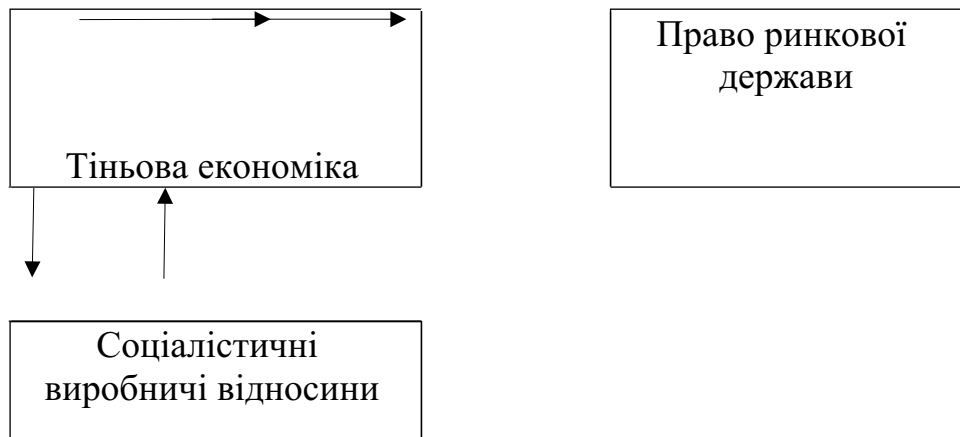 Право ринкової
держави
Тіньова економіка
Соціалістичні
виробничі відносини